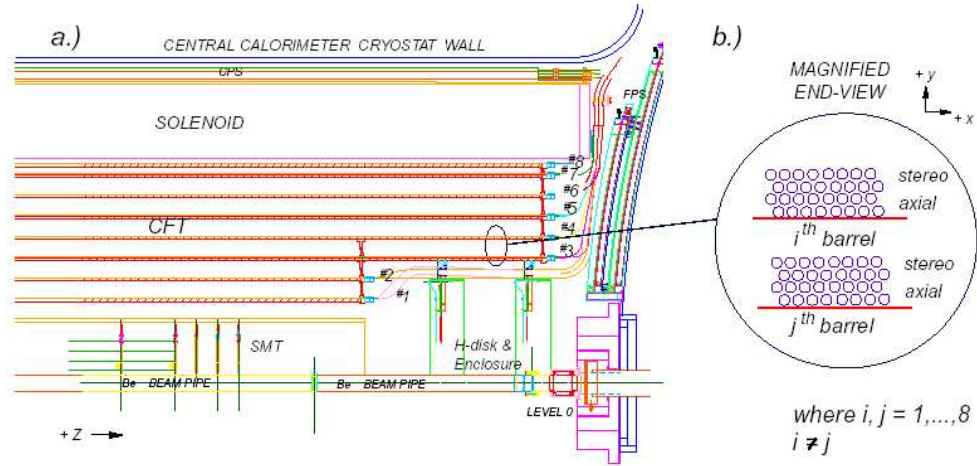 a.)
CENTRAL CALORIMETER CRYOSTAT WALL
CPS
SOLENOID
FPS
#8
#7
#6
#5
CFT
#4
#3
#2
#1
SMT
H-disk &
Enclosure
Be BEAM PIPE
Be BEAM PIPE
LEVEL 0
+ Z
b.)
MAGNIFIED
END-VIEW
+ y
+ x
stereo
axial
i th barrel
stereo
axial
j th barrel
where i, j = 1,...,8
i ≠ j